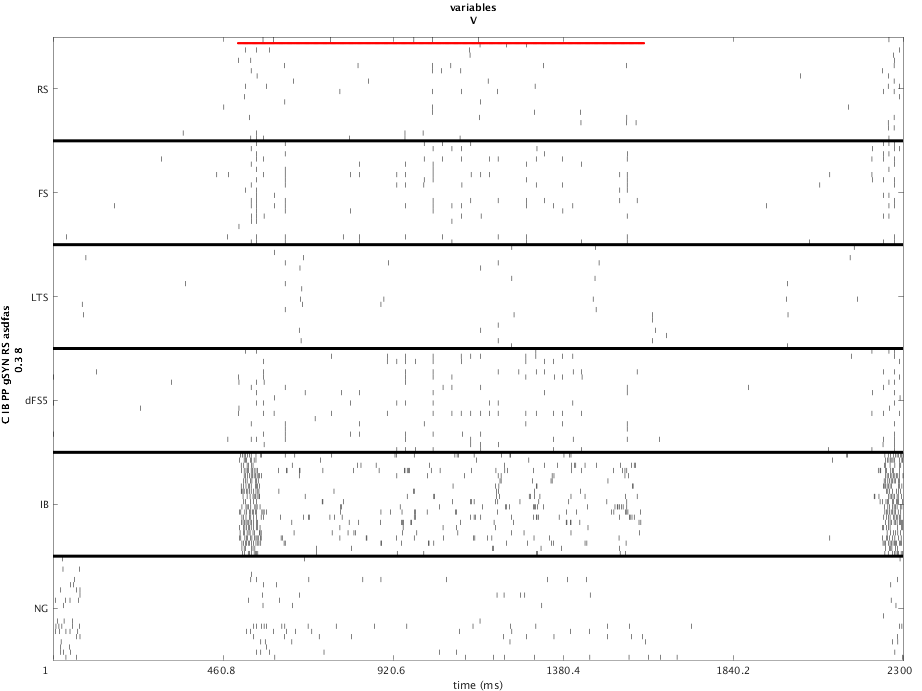 variables
V
C IB PP gSYN RS asdfas
0.3 8
RS
FS
LTS
dFS5
IB
NG
1
460.8
920.6
1380.4
1840.2
2300
time (ms)